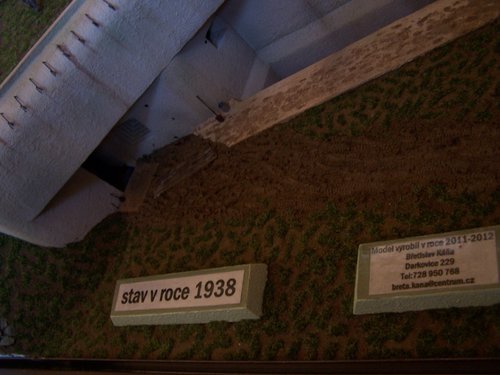 stav v roce 1938
Model vyrobil v roce 2011-2012
Břetislav Káňa
Darkovice 229
Tel:728 950 768
breta.kana@centrum.cz